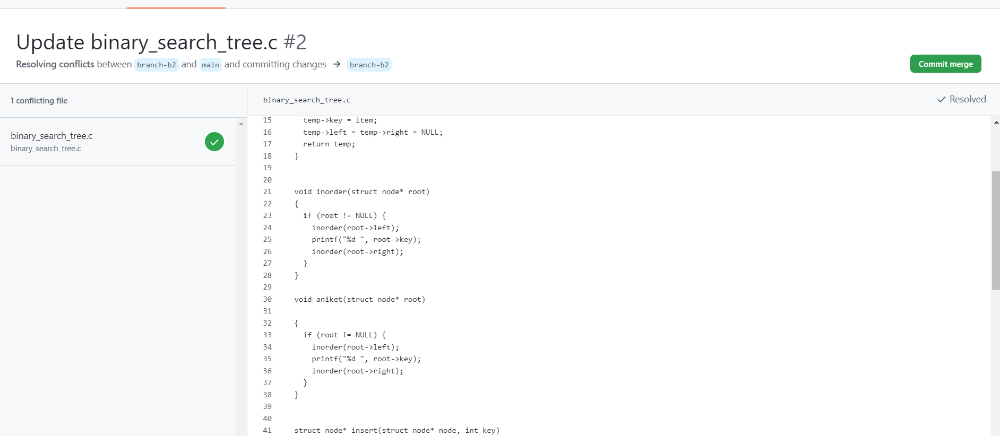 Update binary_search_tree.c #2
Resolving conflicts between branch-b2 and main and committing changes → branch-b2
Commit merge
1 conflicting file
binary_search_tree.c
binary_search_tree.c
binary_search_tree.c
Resolved
15 temp->key = item;
16 temp->left = temp->right = NULL;
17 return temp;
18 }
19
20
21 void inorder(struct node* root)
22 {
23 if (root != NULL) {
24 inorder(root->left);
25 printf("%d ", root->key);
26 inorder(root->right);
27 }
28 }
29
30 void aniket(struct node* root)
31
32 {
33 if (root != NULL) {
34 inorder(root->left);
35 printf("%d ", root->key);
36 inorder(root->right);
37 }
38 }
39
40
41 struct node* insert(struct node* node, int key)